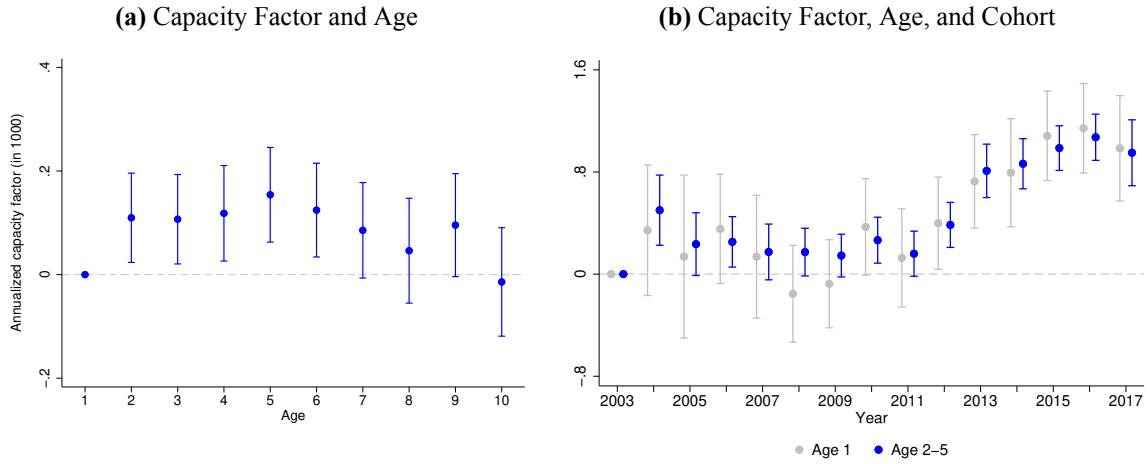 (a) Capacity Factor and Age
Annualized capacity factor (in 1000)
.4
.2
0
-.2
1 2 3 4 5 6 7 8 9 10
Age
(b) Capacity Factor, Age, and Cohort
1.6
.8
0
-.8
2003 2005 2007 2009 2011 2013 2015 2017
Year
Age 1 Age 2-5